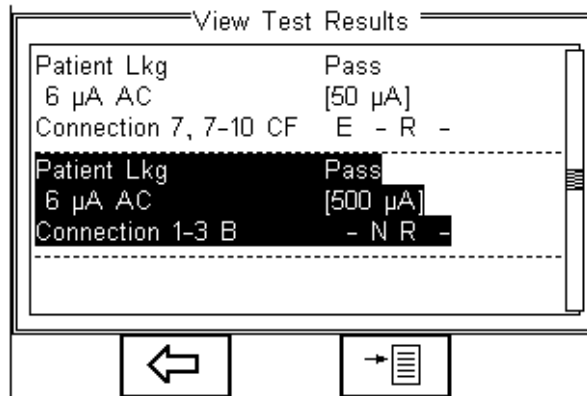 View Test Results
Patient Lkg Pass
6 µA AC [50 µA]
Connection 7, 7-10 CF E - R -
Patient Lkg Pass
6 µA AC [500 µA]
Connection 1-3 B - N R -